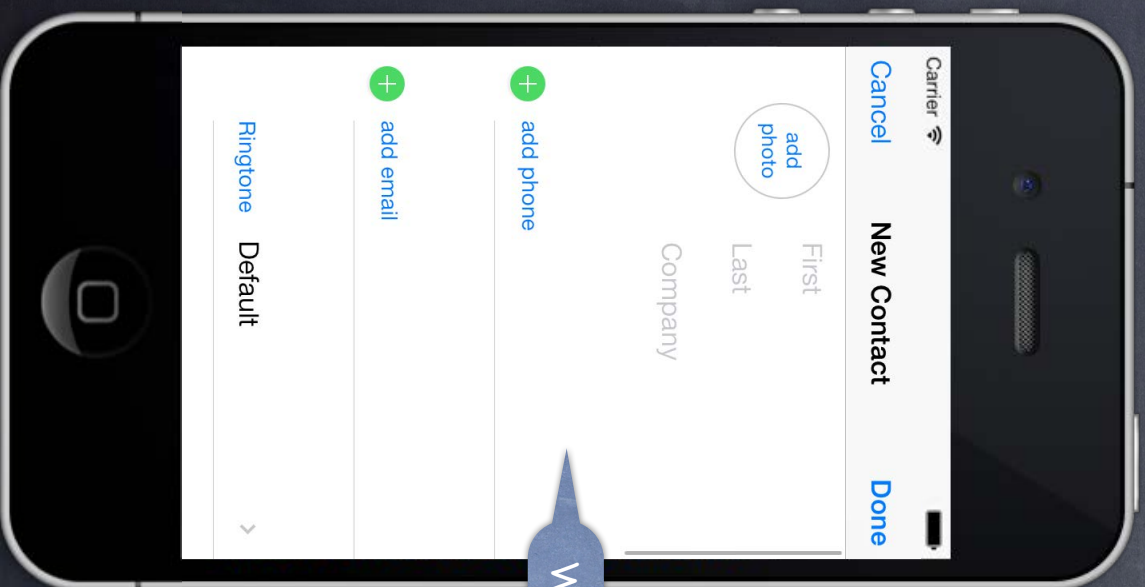 Carrier
Cancel New Contact Done
add
photo
First
Last
Company
add phone
add email
Ringtone Default